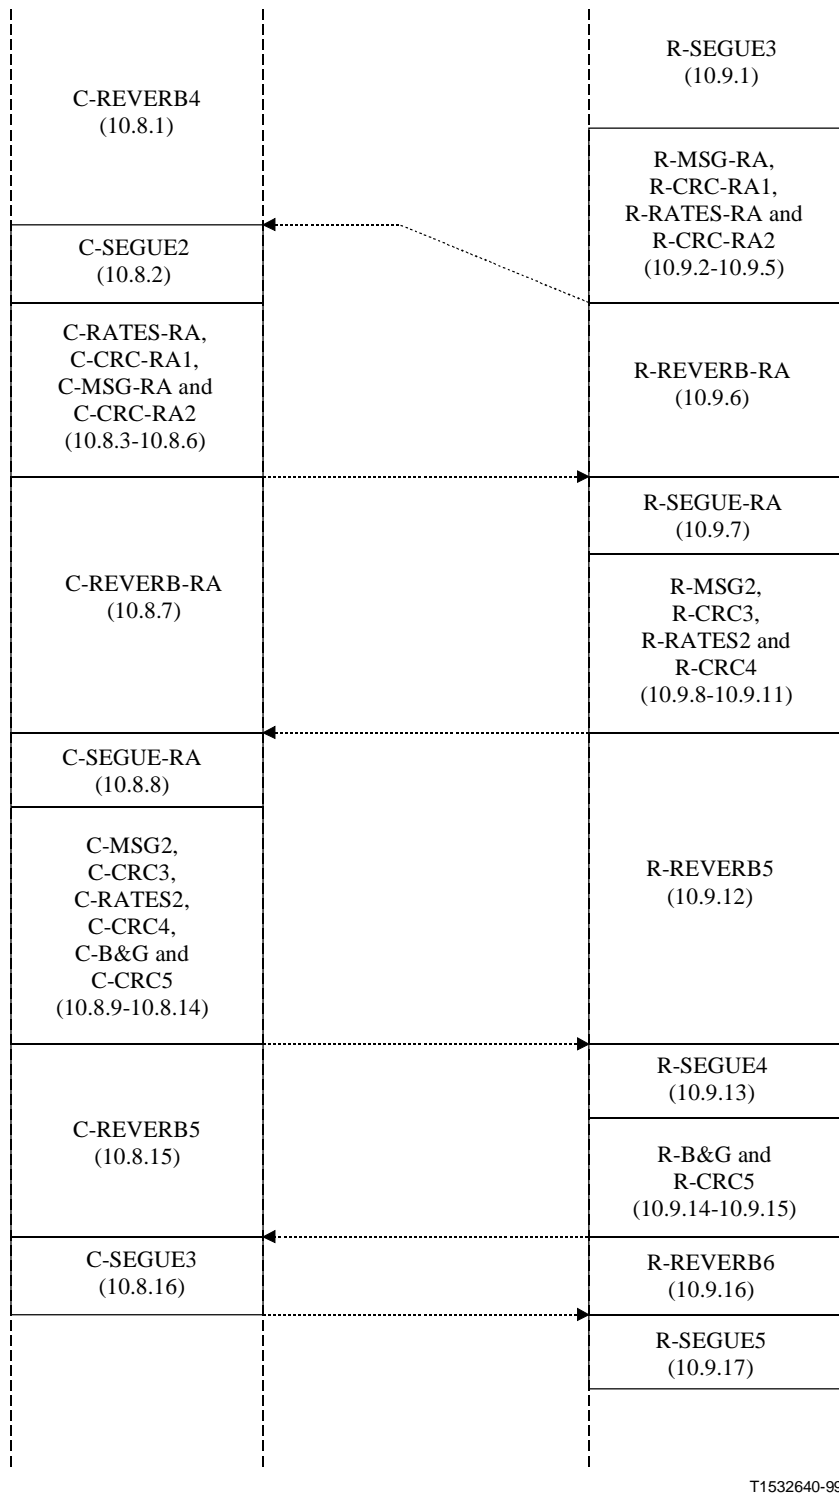 C-REVERB4
(10.8.1)
C-SEGUE2
(10.8.2)
C-RATES-RA,
C-CRC-RA1,
C-MSG-RA and
C-CRC-RA2
(10.8.3-10.8.6)
C-REVERB-RA
(10.8.7)
C-SEGUE-RA
(10.8.8)
C-MSG2,
C-CRC3,
C-RATES2,
C-CRC4,
C-B&G and
C-CRC5
(10.8.9-10.8.14)
C-REVERB5
(10.8.15)
C-SEGUE3
(10.8.16)
R-SEGUE3
(10.9.1)
R-MSG-RA,
R-CRC-RA1,
R-RATES-RA and
R-CRC-RA2
(10.9.2-10.9.5)
R-REVERB-RA
(10.9.6)
R-SEGUE-RA
(10.9.7)
R-MSG2,
R-CRC3,
R-RATES2 and
R-CRC4
(10.9.8-10.9.11)
R-REVERB5
(10.9.12)
R-SEGUE4
(10.9.13)
R-B&G and
R-CRC5
(10.9.14-10.9.15)
R-REVERB6
(10.9.16)
R-SEGUE5
(10.9.17)
T1532640-99